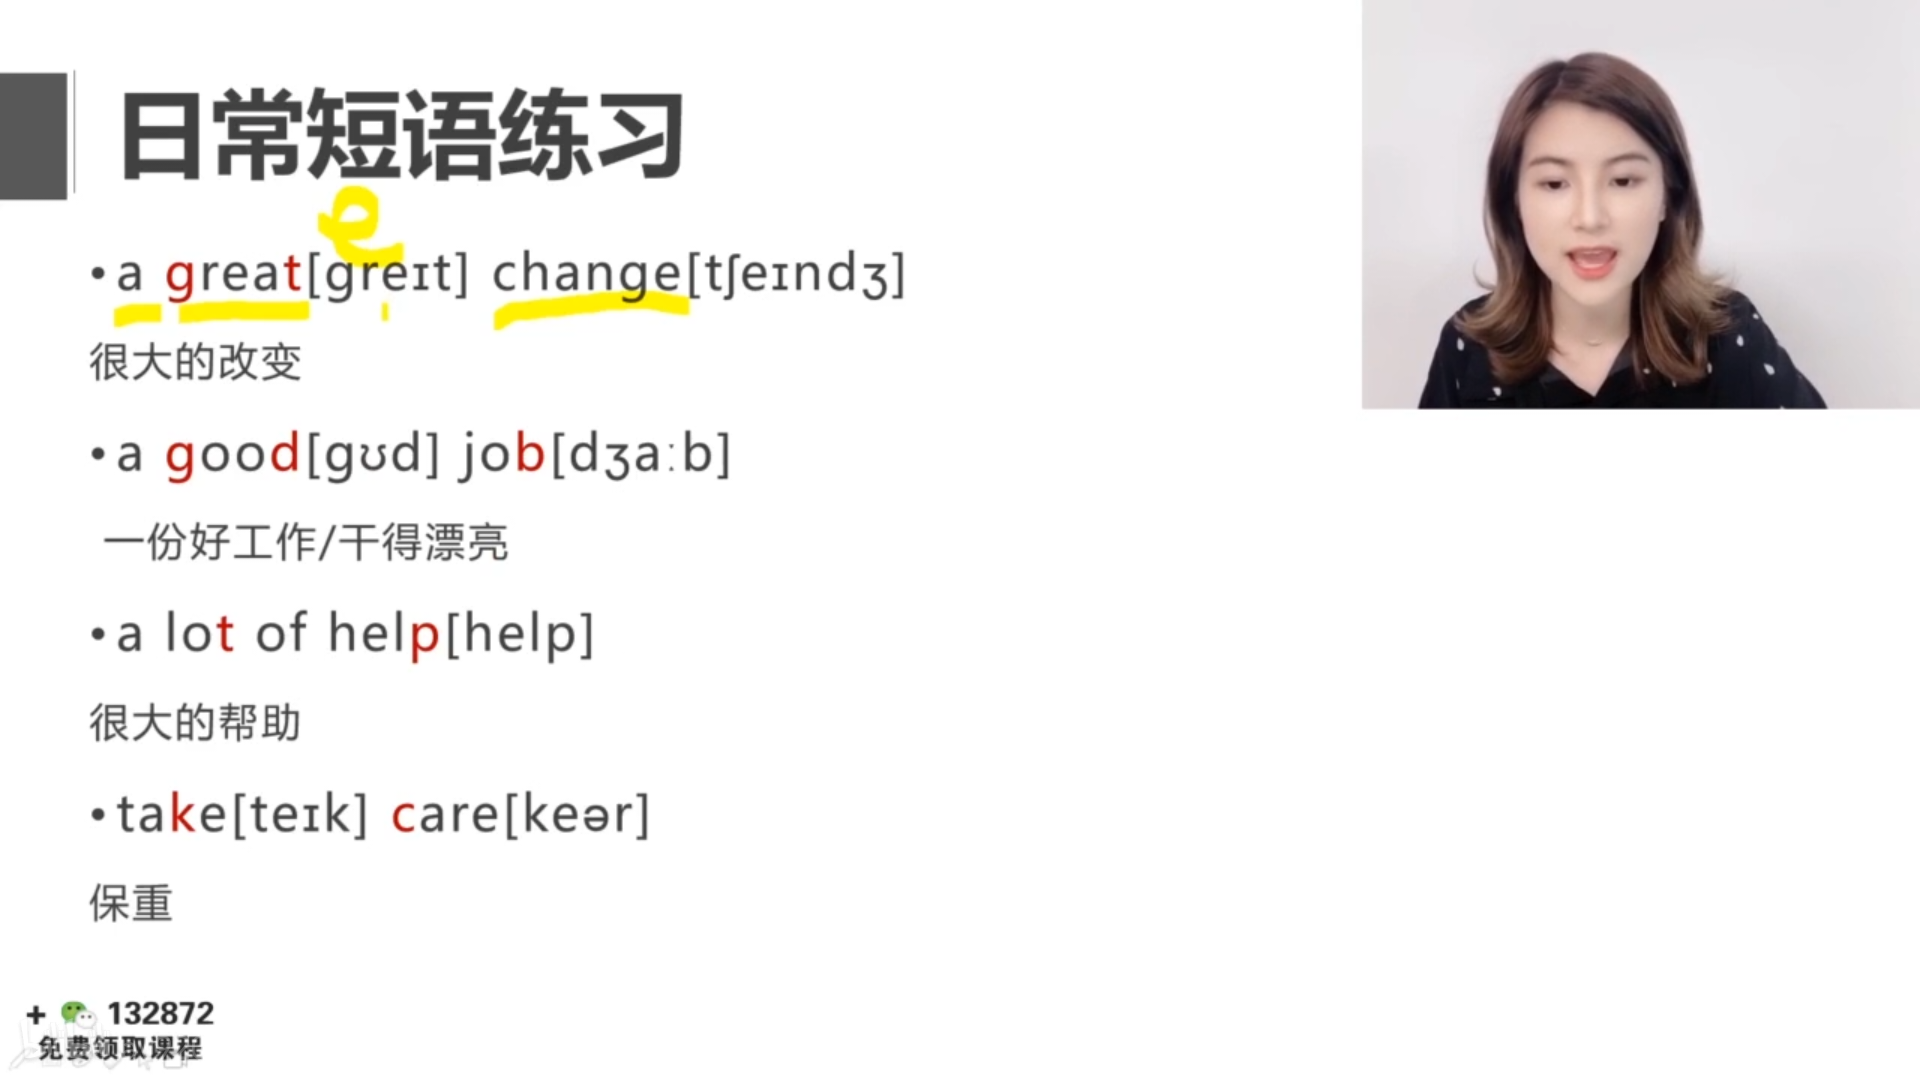 日常短语练习
e
• a great[greɪt] change[tʃeɪndʒ]
很大的改变
• a good[gʊd] job[dʒaːb]
一份好工作/干得漂亮
• a lot of help[help]
很大的帮助
• take[teɪk] care[keər]
保重
+ 132872
免费领取课程